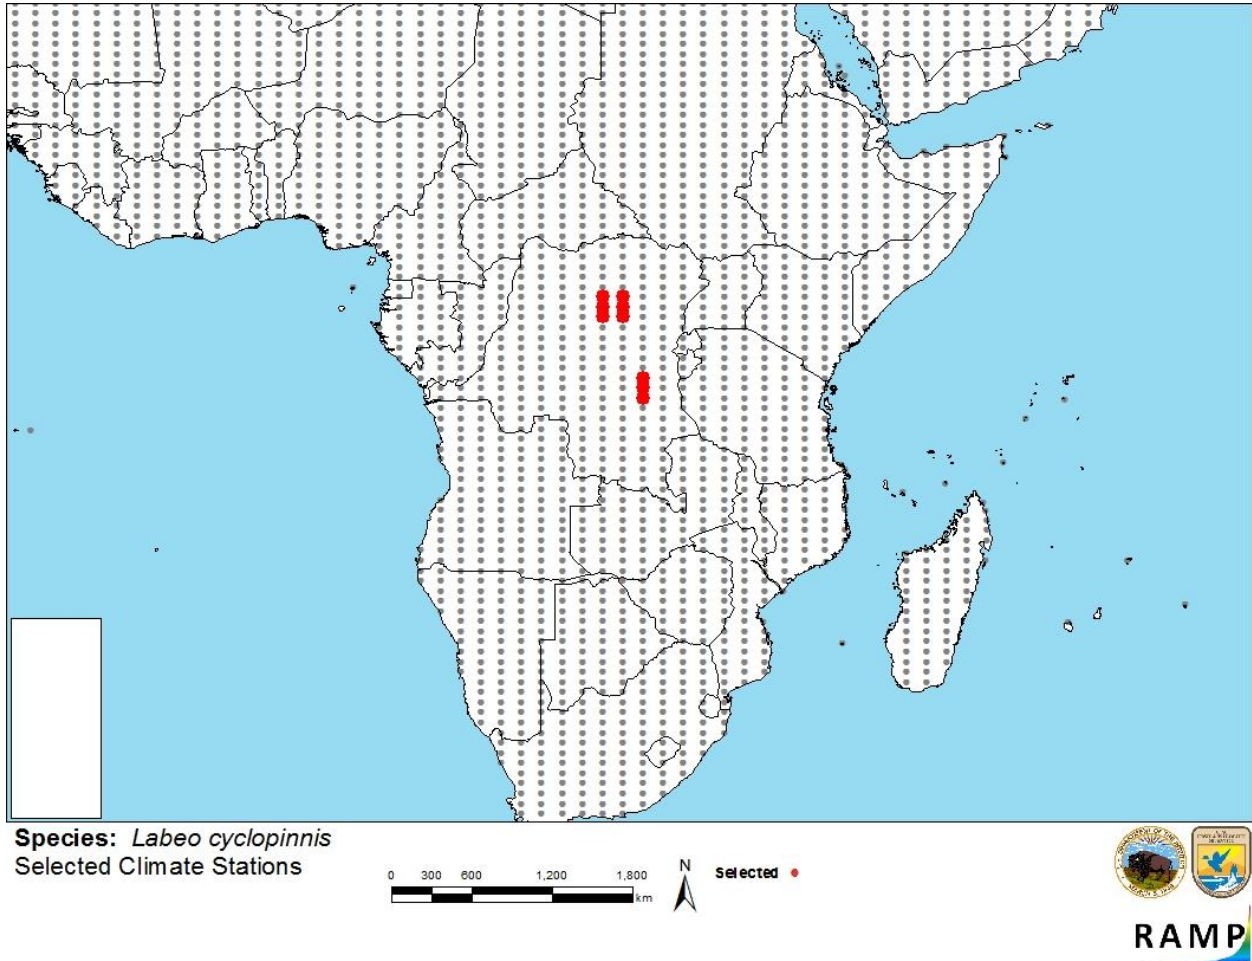 Species: Labeo cyclopinnis
Selected Climate Stations
0 300 600 1,200 1,800
km
N
Selected
RAMP